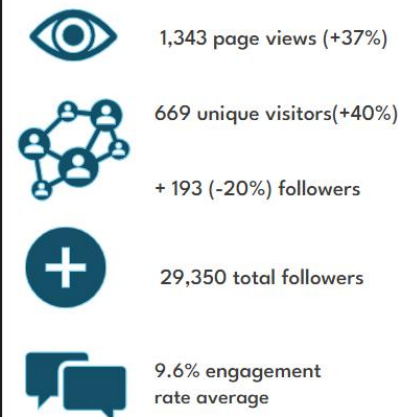 1,343 page views (+37%)
669 unique visitors(+40%)
+ 193 (-20%) followers
29,350 total followers
9.6% engagement
rate average